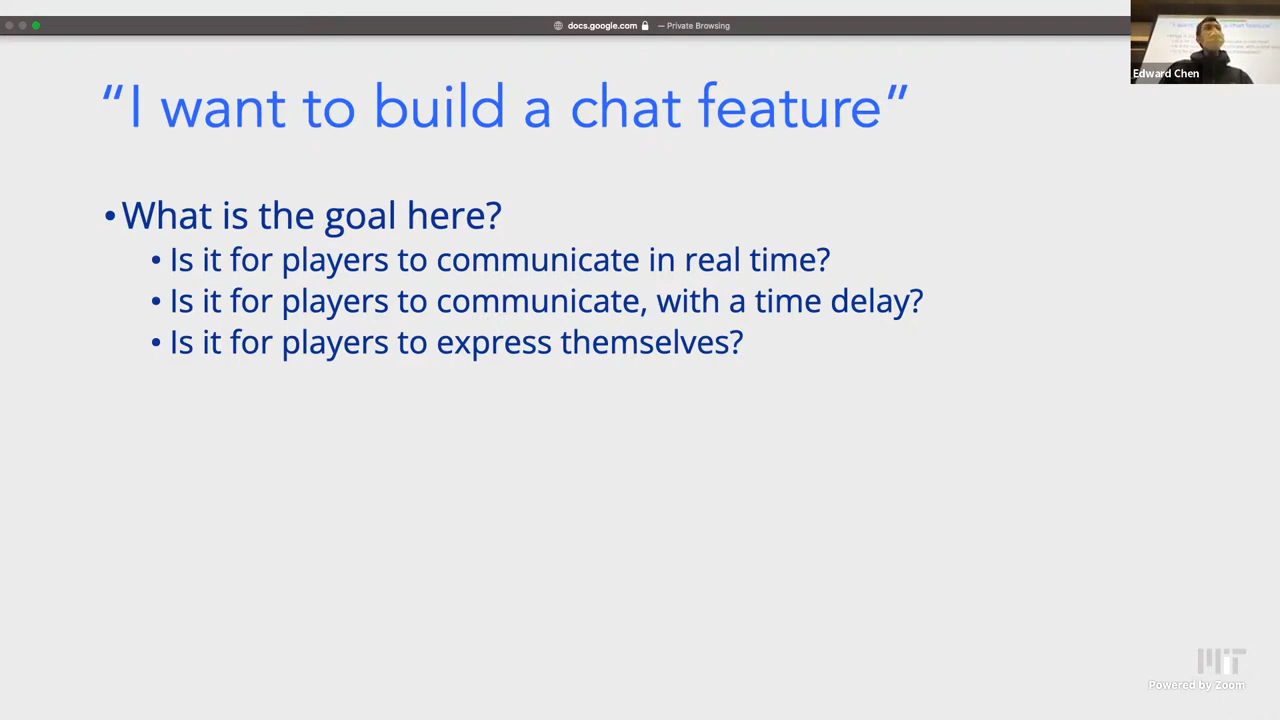 docs.google.com — Private Browsing
Edward Chen
“I want to build a chat feature”
•What is the goal here?
• Is it for players to communicate in real time?
• Is it for players to communicate, with a time delay?
• Is it for players to express themselves?
MIT
Powered by Zoom